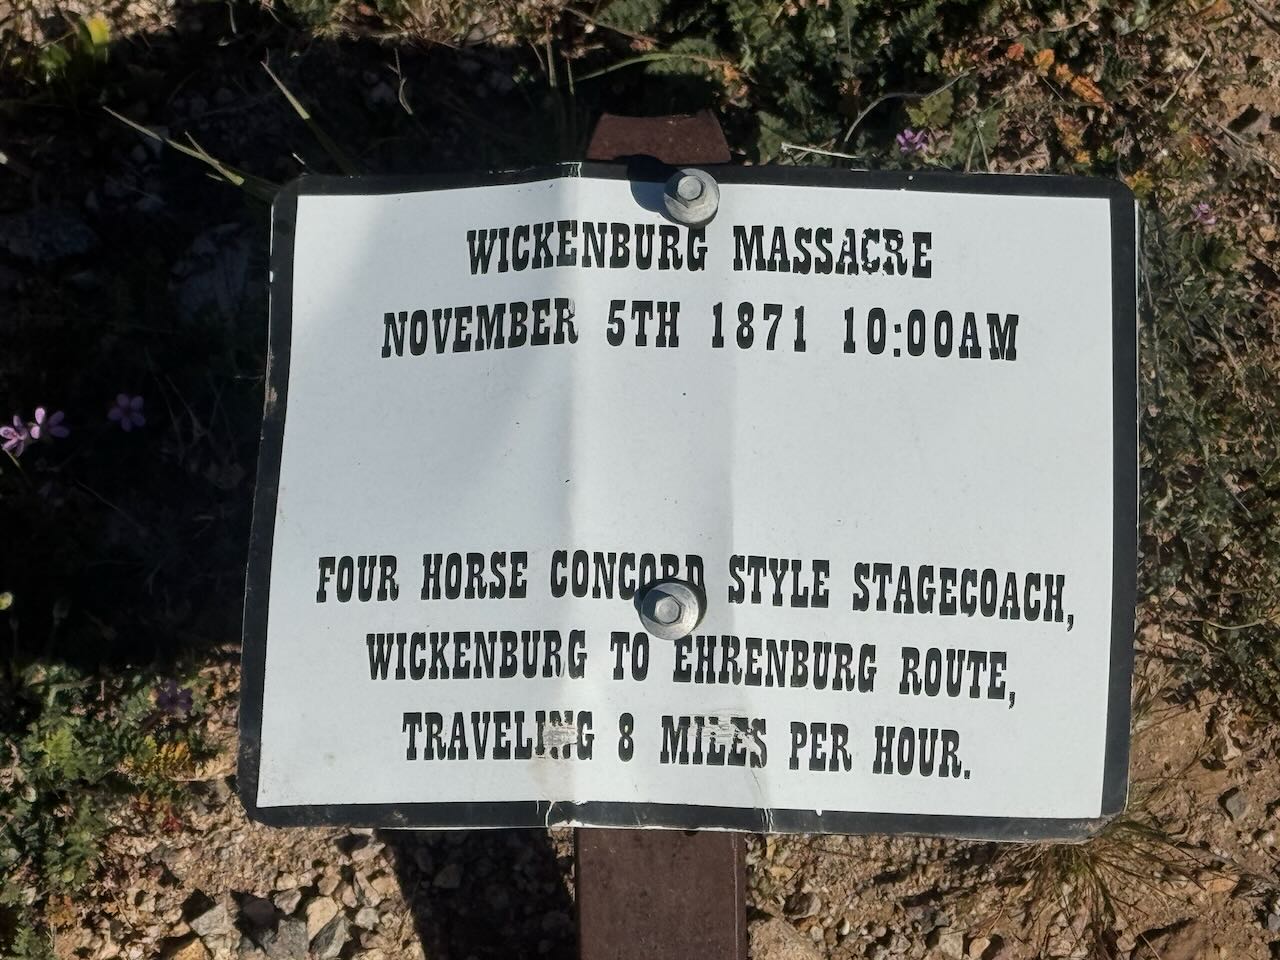 WICKENBURG MASSACRE
NOVEMBER 5TH 1871 10:00AM
FOUR HORSE CONCORD STYLE STAGECOACH,
WICKENBURG TO EHRENBURG ROUTE,
TRAVELING 8 MILES PER HOUR.